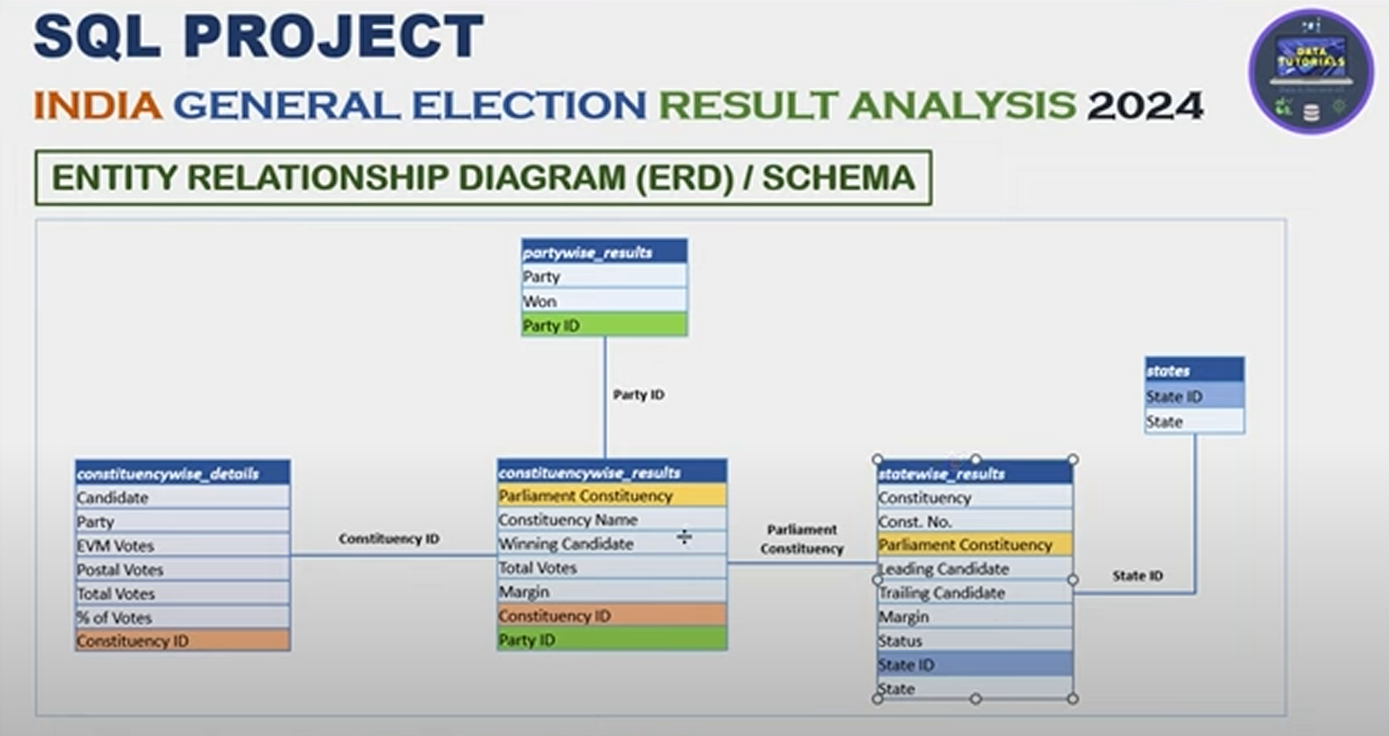 SQL PROJECT
INDIA GENERAL ELECTION RESULT ANALYSIS 2024
DATA
TUTORIALS
ENTITY RELATIONSHIP DIAGRAM (ERD) / SCHEMA
partywise_results
Party
Won
Party ID
Party ID
states
State ID
State
constituencywise_details
Candidate
Party
EVM Votes
Postal Votes
Total Votes
% of Votes
Constituency ID
Constituency ID
constituencywise_results
Parliament Constituency
Constituency Name
Winning Candidate
Total Votes
Margin
Constituency ID
Party ID
Parliament
Constituency
statewise_results
Constituency
Const. No.
Parliament Constituency
Leading Candidate
Trailing Candidate
Margin
Status
State ID
State
State ID